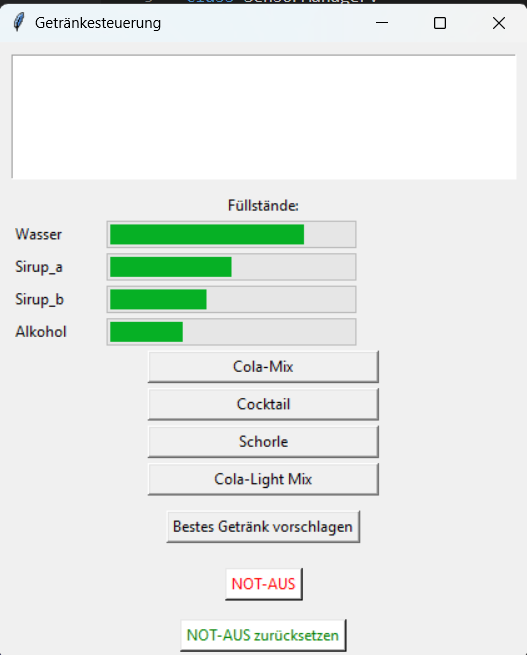 Getränkesteuerung
Füllstände:
Wasser
Sirup_a
Sirup_b
Alkohol
Cola-Mix
Cocktail
Schorle
Cola-Light Mix
Bestes Getränk vorschlagen
NOT-AUS
NOT-AUS zurücksetzen